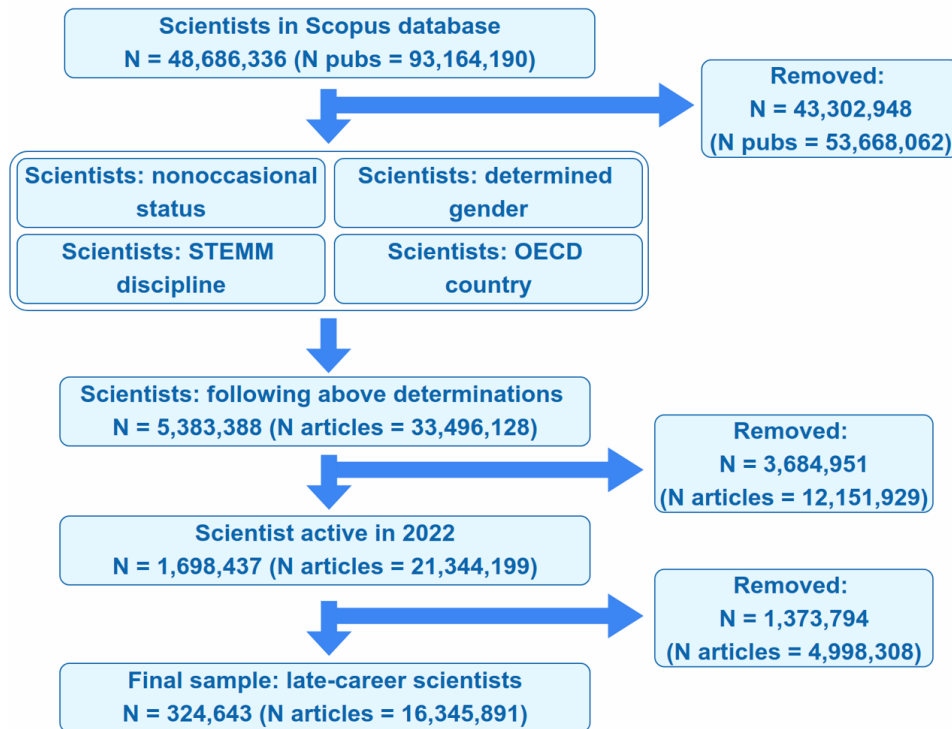 Scientists in Scopus database
N = 48,686,336 (N pubs = 93,164,190)
Removed:
N = 43,302,948
(N pubs = 53,668,062)
Scientists: nonoccasional
status
Scientists: determined
gender
Scientists: STEMM
discipline
Scientists: OECD
country
Scientists: following above determinations
N = 5,383,388 (N articles = 33,496,128)
Removed:
N = 3,684,951
(N articles = 12,151,929)
Scientist active in 2022
N = 1,698,437 (N articles = 21,344,199)
Removed:
N = 1,373,794
(N articles = 4,998,308)
Final sample: late-career scientists
N = 324,643 (N articles = 16,345,891)